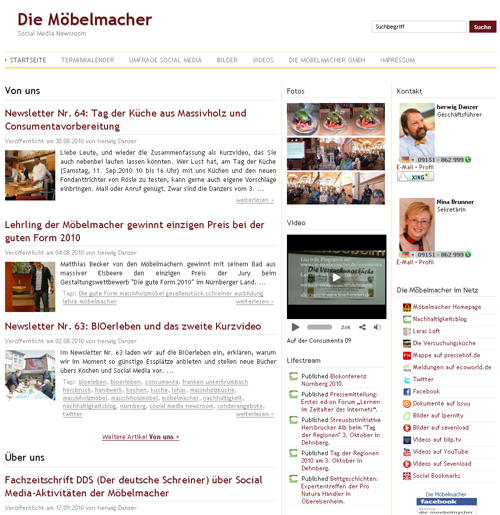 Die Möbelmacher
Social Media Newsroom
Suchbegriff
Suche
STARTSEITE
TERMINKALENDER
UMFRAGE SOCIAL MEDIA
BILDER
VIDEOS
DIE MÖBELMACHER GMBH
IMPRESSUM
Von uns
Newsletter Nr. 64: Tag der Küche aus Massivholz und
Consumentavorbereitung
Veröffentlicht am 30.08.2010 von herwig Danzer
Liebe Leute, und wieder die Zusammenfassung als Kurzvideo, das Sie
auch nebenbei laufen lassen könnten. Wer Lust hat, am Tag der Küche
(Samstag, 11. Sep.2010 10 bis 16 Uhr) mit uns Küchen und den neuen
Fondantrichter von Rösle zu testen, kann gerne auch eigene Vorschläge
einbringen. Mail oder Anruf genügt. Zwar sind die Danzers vom 3. ...
weiterlesen »
Lehrling der Möbelmacher gewinnt einzigen Preis bei der
guten Form 2010
Veröffentlicht am 04.08.2010 von herwig Danzer
Matthias Becker von den Möbelmachern gewinnt mit seinem Bad aus
massiver Elsbeere den einzigen Preis der Jury beim
Gestaltungswettbewerb "Die gute Form 2010" im Nürnberger Land. ...
Tags: Die gute Form massivholzmöbel gesellenstück schreiner ausbildung
lehre möbelmacher
weiterlesen »
Newsletter Nr. 63: BIOerleben und das zweite Kurzvideo
Veröffentlicht am 02.08.2010 von herwig Danzer
Im Newsletter Nr. 63 laden wir auf die BIOerleben ein, erklären, warum
wir im Moment so günstige Essplätze anbieten und stellen neue Bücher
übers Kochen und Social Media vor. ...
Tags: bioeleben, bioerleben, consumenta, franken unterkrumbach
hersbruck, handwerk, kochen, küche, lohas, massivholzküche,
massivholzmöbel, massivholzmöbel, möbelmacher, nachhaltigkeit,
nachhaltigkeitsblog, nürnberg, social media newsroom, sonderangebote,
twitter
weiterlesen »
Weitere Artikel Von uns >
Über uns
Fachzeitschrift DDS (Der deutsche Schreiner) über Social
Media-Aktivitäten der Möbelmacher
Veröffentlicht am 12.09.2010 von herwig Danzer
Fotos
Video
2:46
Auf der Consumenta 09
Lifestream
Published Biokonferenz
Nürnberg 2010.
Published Pressemitteilung:
Erstes ed-on Forum „Lernen
im Zeitalter des Internets“.
Published Streuobstinitiative
Hersbrucker Alb beim "Tag
der Regionen" 3. Oktober in
Dehnberg.
Published Tag der Regionen
2010 am 3. Oktober in
Dehnberg.
Published Bettgeschichten:
Expertentreffen der Pro
Natura Händler in
Oberelsenheim.
Kontakt
herwig Danzer
Geschäftsführer
+ 09151 - 862 999
E-Mail • Profil
XING
Nina Brunner
Sekretärin
+ 09151 - 862 999
E-Mail • Profil
Die Möbelmacher im Netz
Möbelmacher Homepage
Nachhaltigkeitsblog
Laras Loft
Die Versuchungsküche
Mappe auf pressehof.de
Meldungen auf ecoworld.de
Twitter
Facebook
Dokumente auf Issuu
Bilder auf ipernity
Bilder auf sevenload
Videos auf blip.tv
Videos auf YouTube
Videos auf Sevenload
Social Bookmarks
Die Möbelmacher
facebook